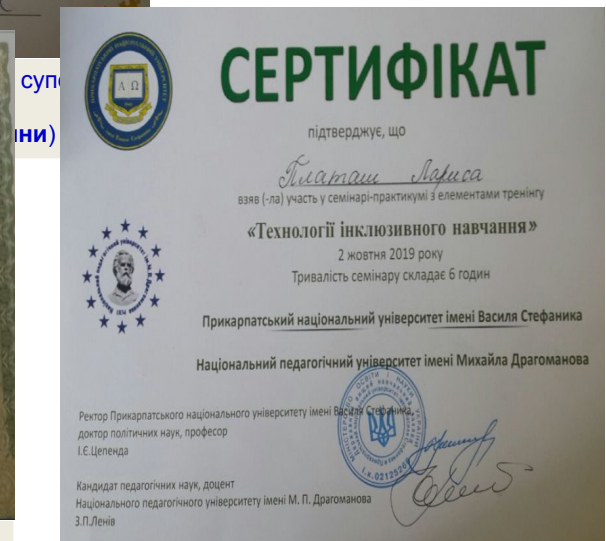 суп
ни)
СЕРТИФІКАТ
підтверджує, що
Платаш Лариса
взяв (-ла) участь у семінарі-практикумі з елементами тренінгу
«Технології інклюзивного навчання»
2 жовтня 2019 року
Тривалість семінару складає 6 годин
Прикарпатський національний університет імені Василя Стефаника
Національний педагогічний університет імені Михайла Драгоманова
Ректор Прикарпатського національного університету імені Василя Стефаника,
доктор політичних наук, професор
І.Є.Цепенда
Кандидат педагогічних наук, доцент
Національного педагогічного університету імені М. П. Драгоманова
З.П.Ленів